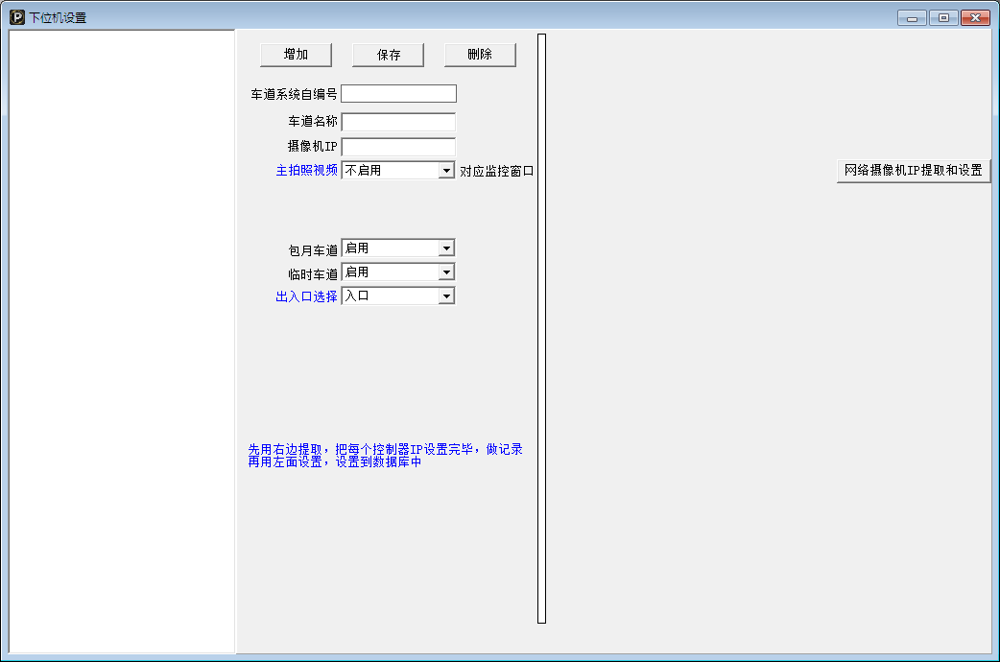 下位机设置
增加 保存 删除
车道系统自编号
车道名称
摄像机IP
主拍照视频 不启用 对应监控窗口
网络摄像机IP提取和设置
包月车道 启用
临时车道 启用
出入口选择 入口
先用右边提取，把每个控制器IP设置完毕，做记录
再用左面设置，设置到数据库中